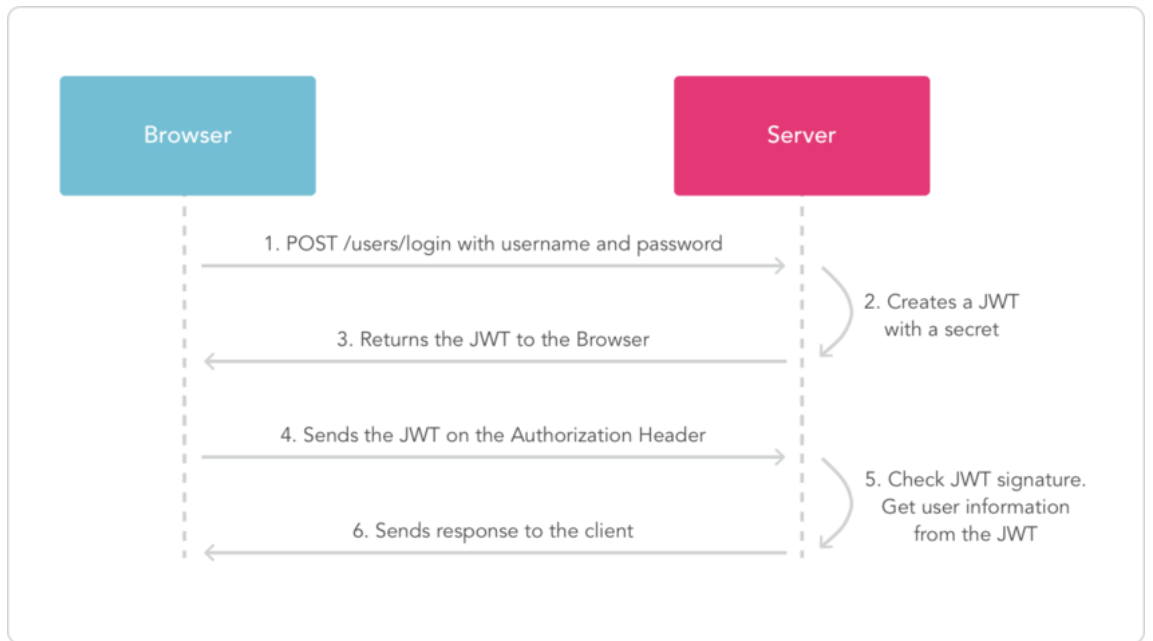 Browser
Server
1. POST /users/login with username and password
2. Creates a JWT
with a secret
3. Returns the JWT to the Browser
4. Sends the JWT on the Authorization Header
5. Check JWT signature.
Get user information
from the JWT
6. Sends response to the client